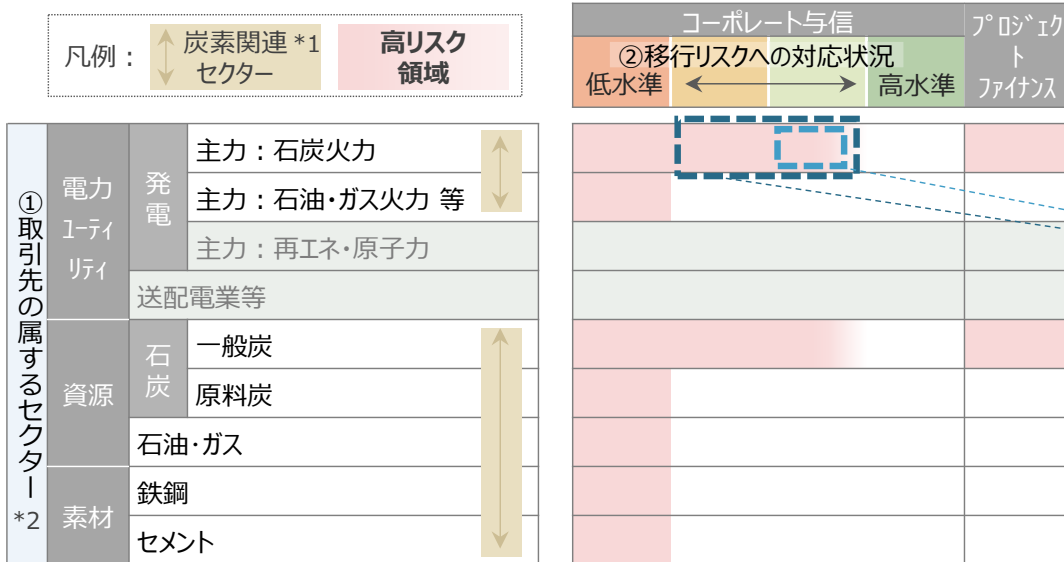 凡例：
炭素関連 *1
セクター
高リスク
領域
コーポレート与信
②移行リスクへの対応状況
低水準
高水準
ﾌﾟﾛｼﾞｪｸ
ト
ﾌｧｲﾅﾝｽ
①取引先の属するセクター
*2
電力
ﾕｰﾃｨ
ﾘﾃｨ
発電
主力：石炭火力
主力：石油・ガス火力 等
主力：再エネ・原子力
送配電業等
資源
石炭
一般炭
原料炭
石油・ガス
素材
鉄鋼
セメント